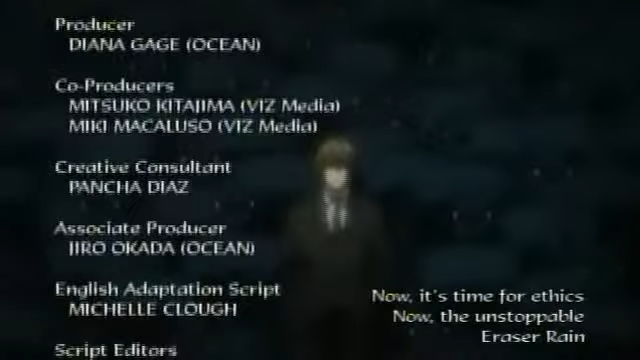 Producer
DIANA GAGE (OCEAN)
Co-Producers
MITSUKO KITAJIMA (VIZ Media)
MIKI MACALUSO (VIZ Media)
Creative Consultant
PANCHA DIAZ
Associate Producer
JIRO OKADA (OCEAN)
English Adaptation Script
MICHELLE CLOUGH
Script Editors
Now, it's time for ethics
Now, the unstoppable
Eraser Rain